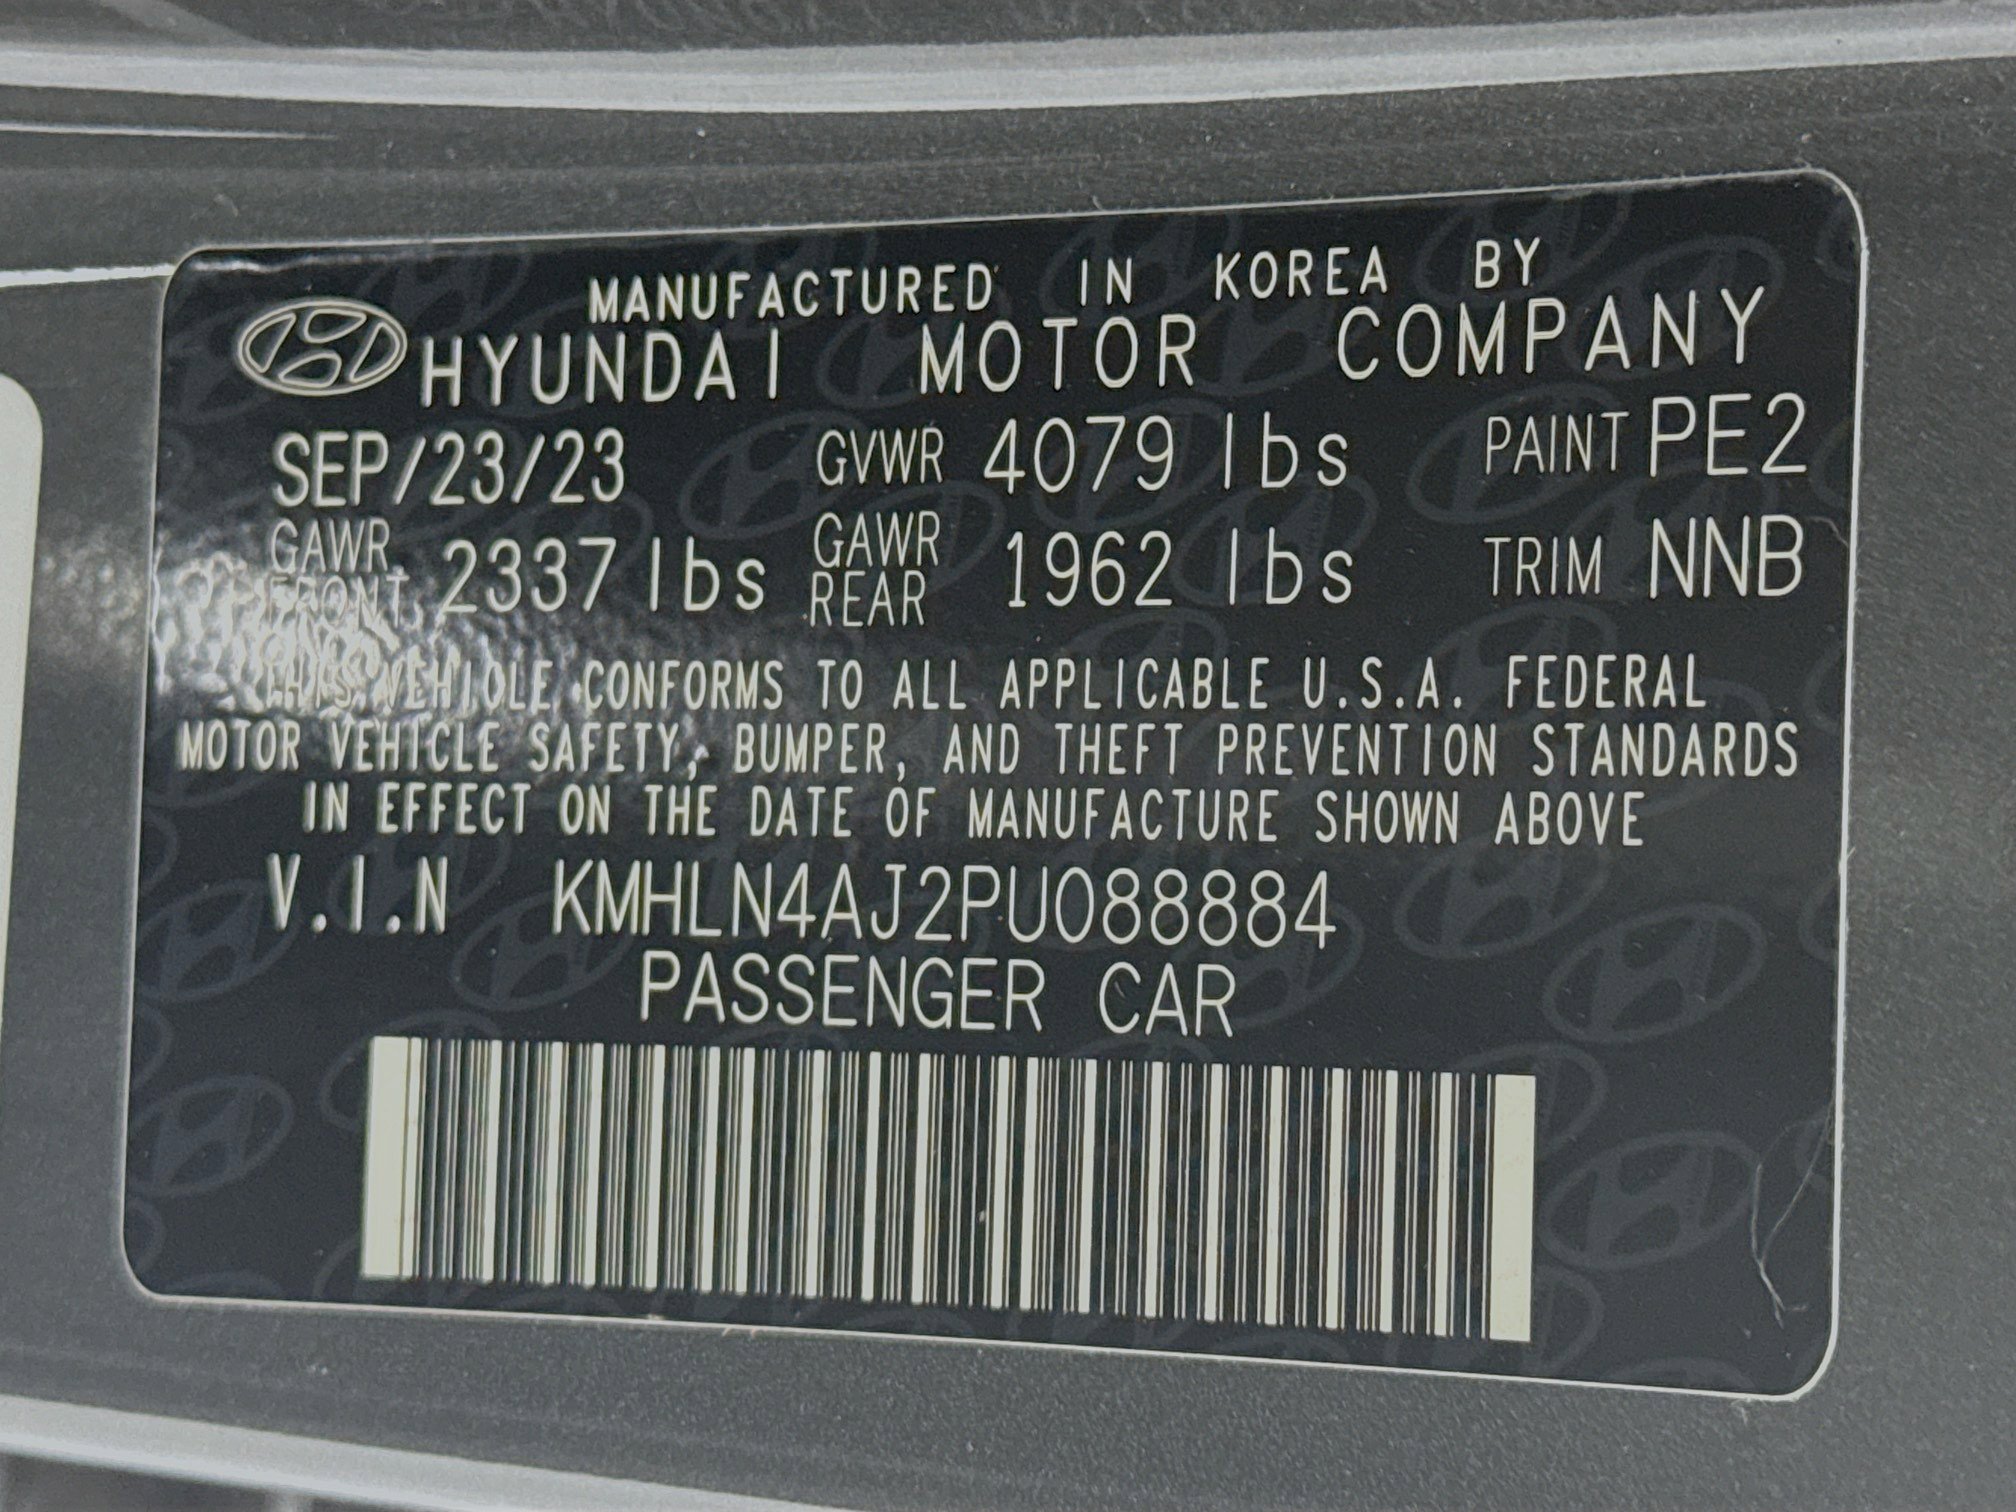 MANUFACTURED IN KOREA BY
HYUNDAI MOTOR COMPANY
SEP/23/23 GVWR 4079 lbs PAINT PE2
GAWR FRONT 2337 lbs GAWR REAR 1962 lbs TRIM NNB
THIS VEHICLE CONFORMS TO ALL APPLICABLE U.S.A. FEDERAL
MOTOR VEHICLE SAFETY, BUMPER, AND THEFT PREVENTION STANDARDS
IN EFFECT ON THE DATE OF MANUFACTURE SHOWN ABOVE
V.I.N KMHLN4AJ2PU088884
PASSENGER CAR